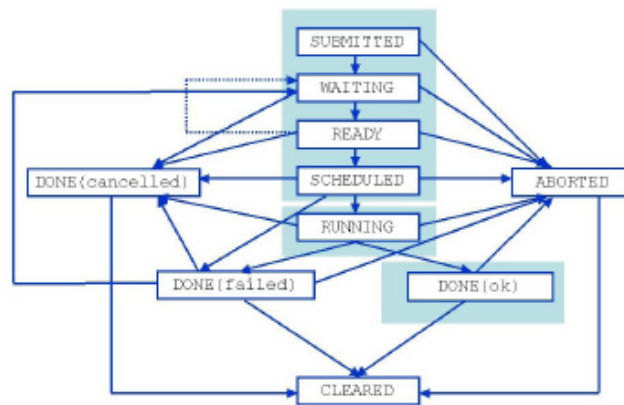 SUBMITTED
WAITING
READY
DONE(cancelled)
SCHEDULED
ABORTED
RUNNING
DONE(failed)
DONE(ok)
CLEARED